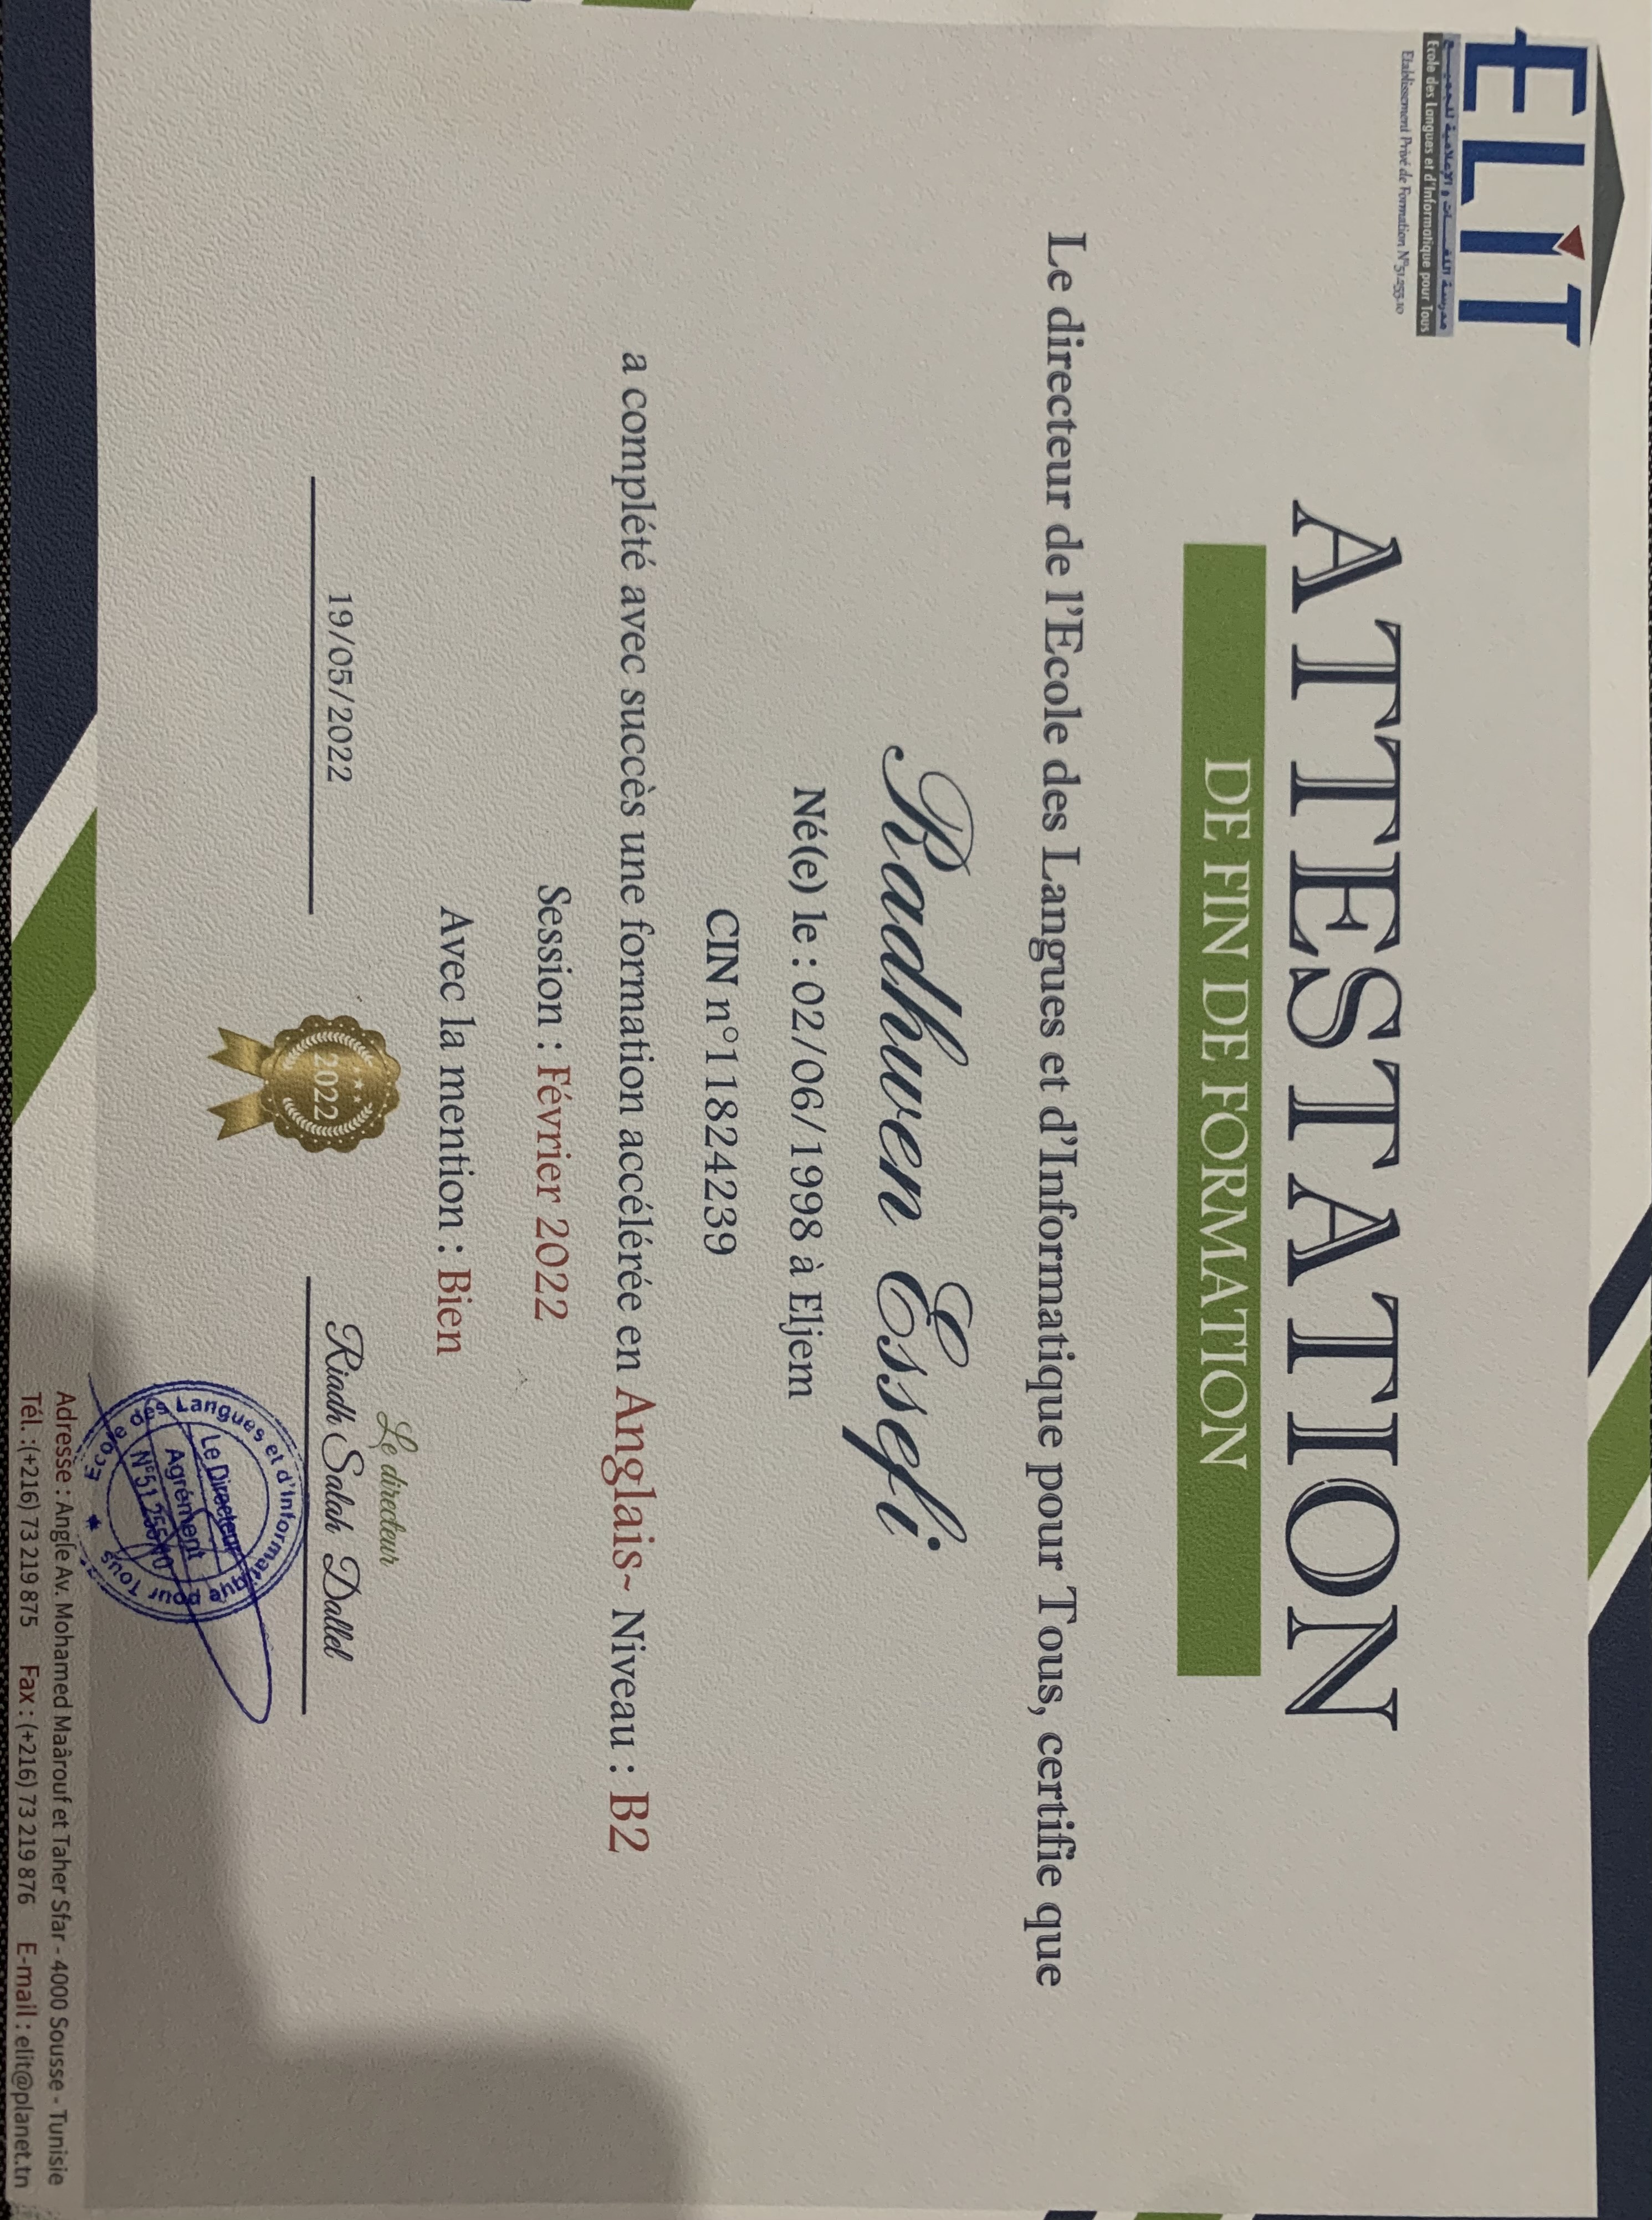 ELIT
مدرسة اللغات و الإعلامية للجميع
Ecole des Langues et d'Informatique pour Tous
Etablissement Privé de Formation N°51-255-10
ATTESTATION
DE FIN DE FORMATION
Le directeur de l'Ecole des Langues et d'Informatique pour Tous, certifie que
Radhwen Essefi
Né(e) le : 02/06/1998 à Eljem
CIN n°11824239
a complété avec succès une formation accélérée en Anglais~ Niveau : B2
Session : Février 2022
Avec la mention : Bien
Le directeur
19/05/2022
2022
Riadh Salah Dallel
Ecole des Langues et d'Informatique pour Tous
Le Directeur
Agrément
N°51 255 10
Adresse : Angle Av. Mohamed Maârouf et Taher Sfar - 4000 Sousse - Tunisie
Tél. :(+216) 73 219 875 Fax : (+216) 73 219 876 E-mail : elit@planet.tn